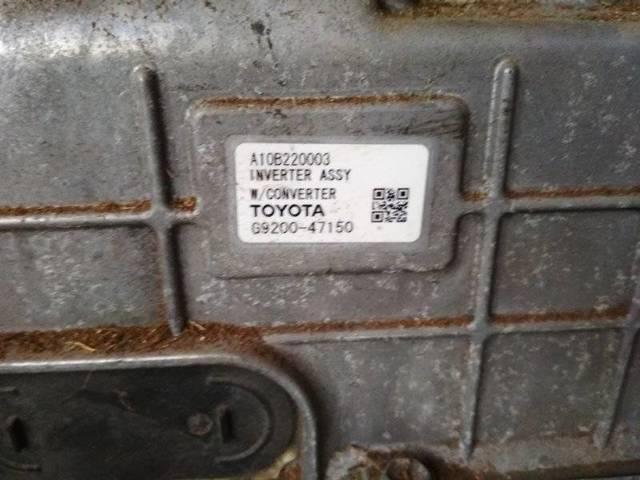 A10B220003
INVERTER ASSY
W/CONVERTER
TOYOTA
G9200-47150